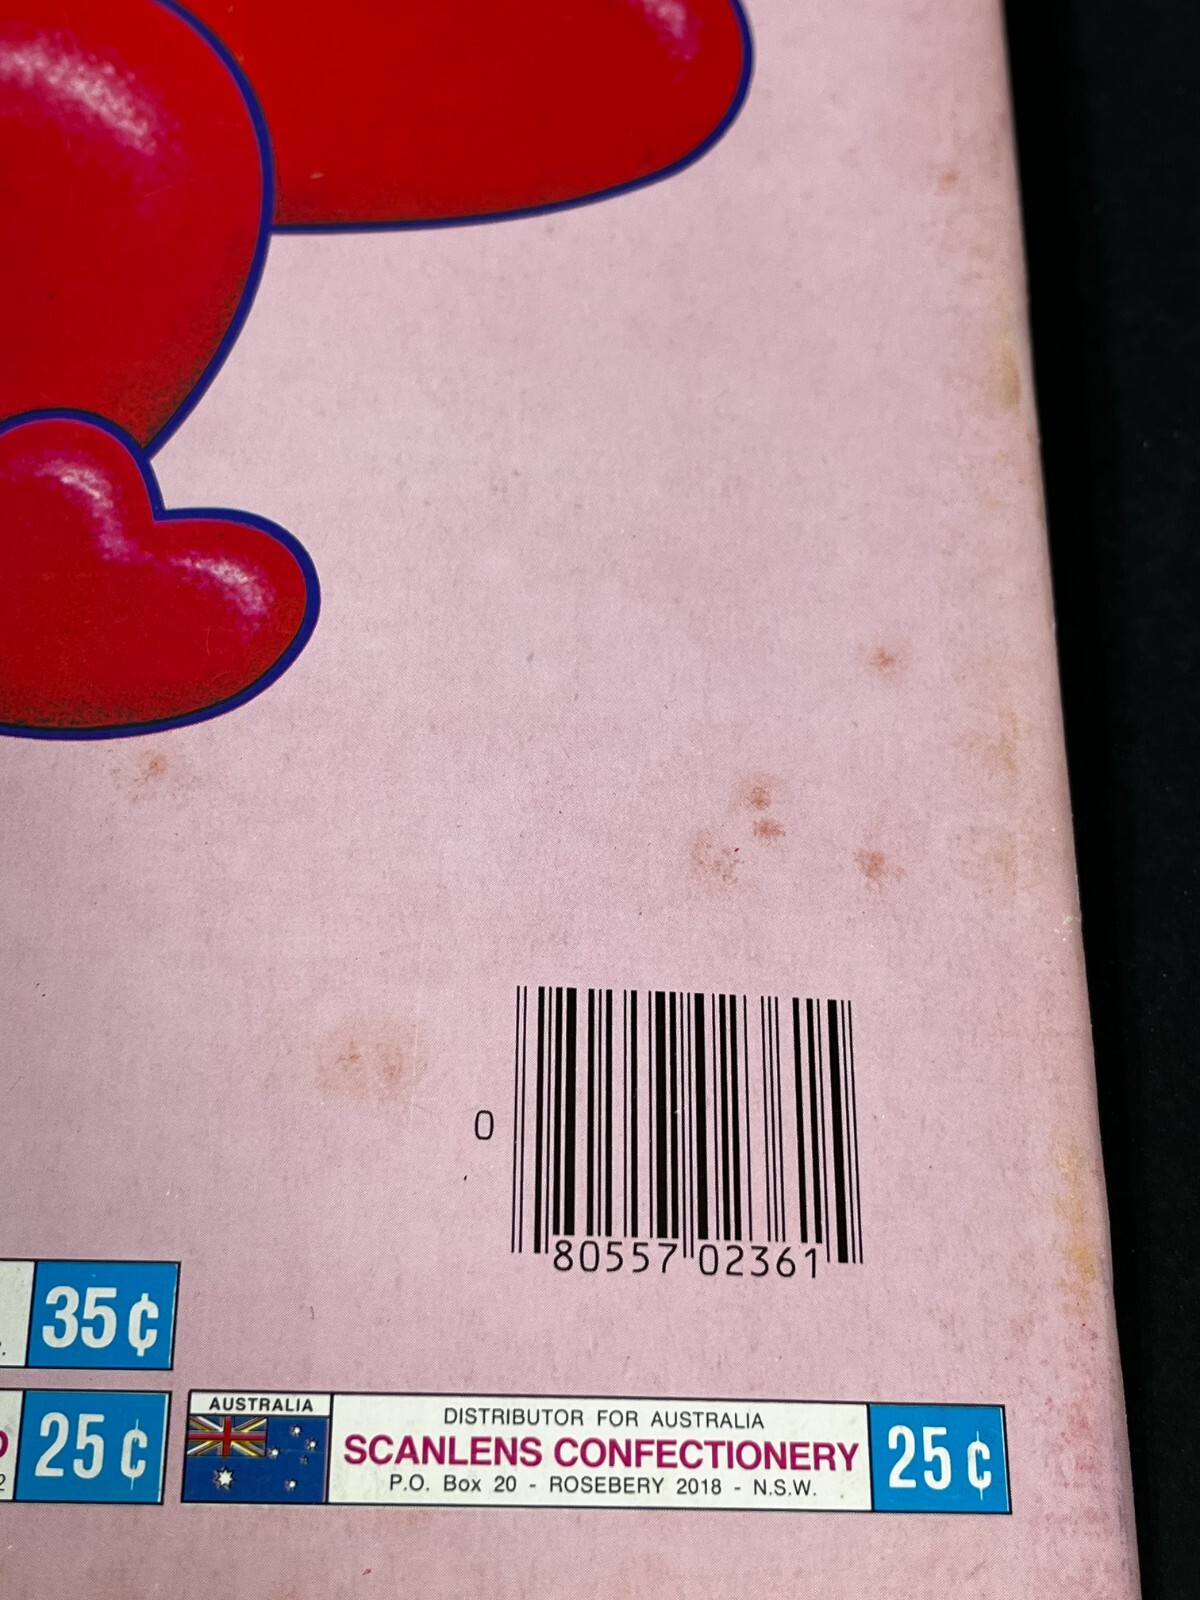 0
80557 02361
35¢
25¢
AUSTRALIA
DISTRIBUTOR FOR AUSTRALIA
SCANLENS CONFECTIONERY
P.O. Box 20 - ROSEBERY 2018 - N.S.W.
25¢